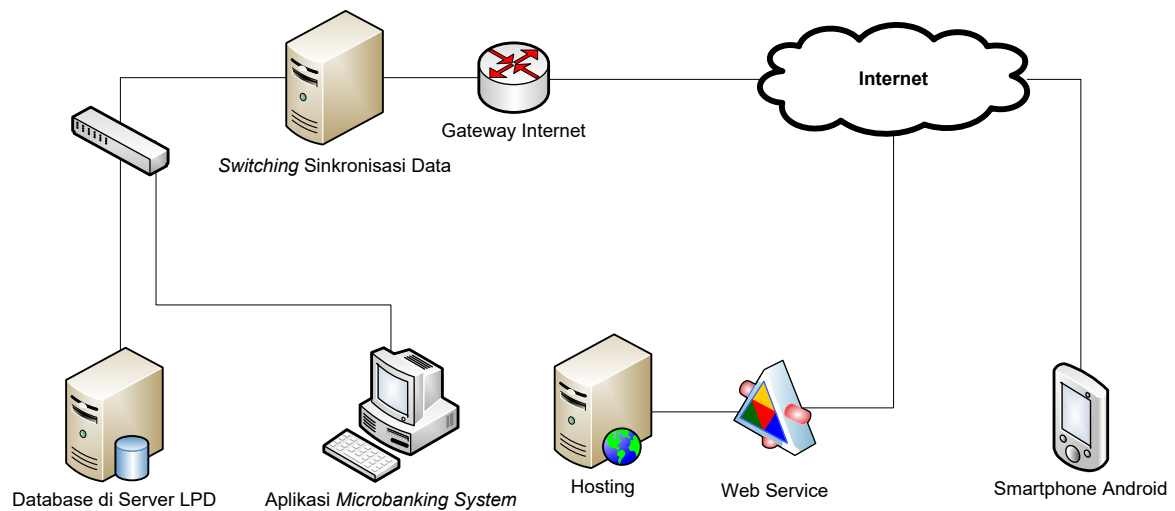 Internet
Gateway Internet
Switching Sinkronisasi Data
Database di Server LPD
Aplikasi Microbanking System
Hosting
Web Service
Smartphone Android